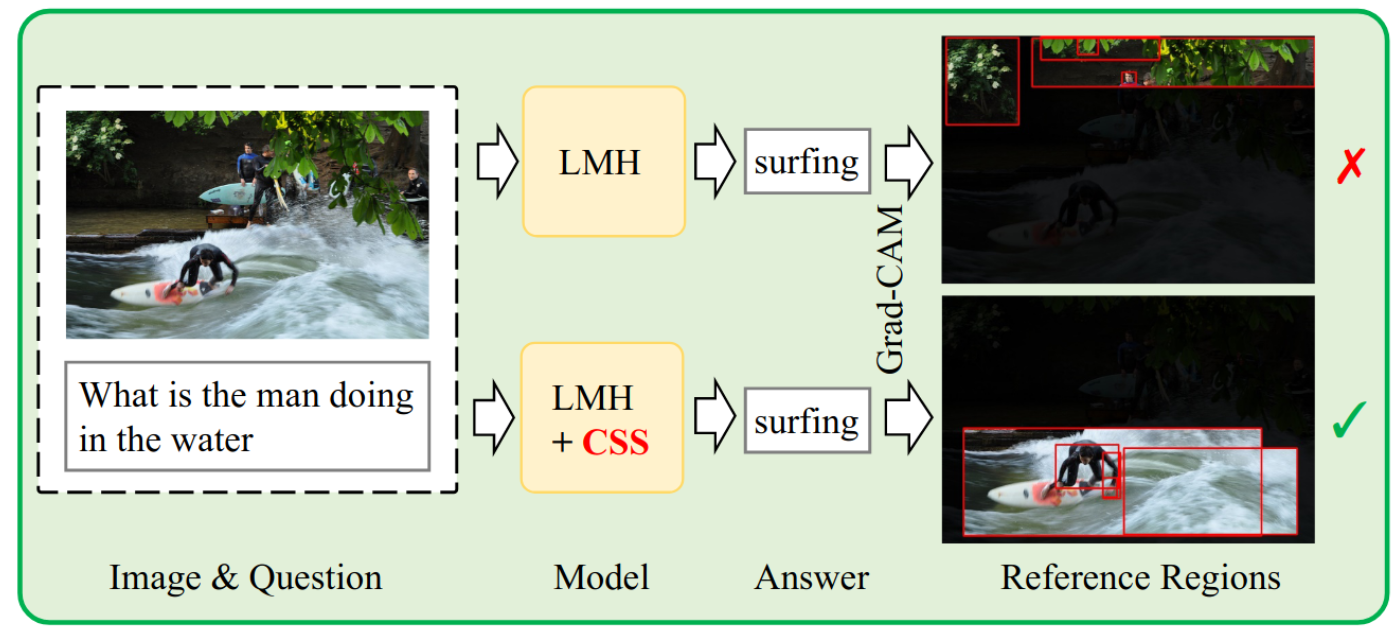 What is the man doing
in the water
LMH
surfing
LMH
+ CSS
surfing
Grad-CAM
✗
✓
Image & Question
Model
Answer
Reference Regions